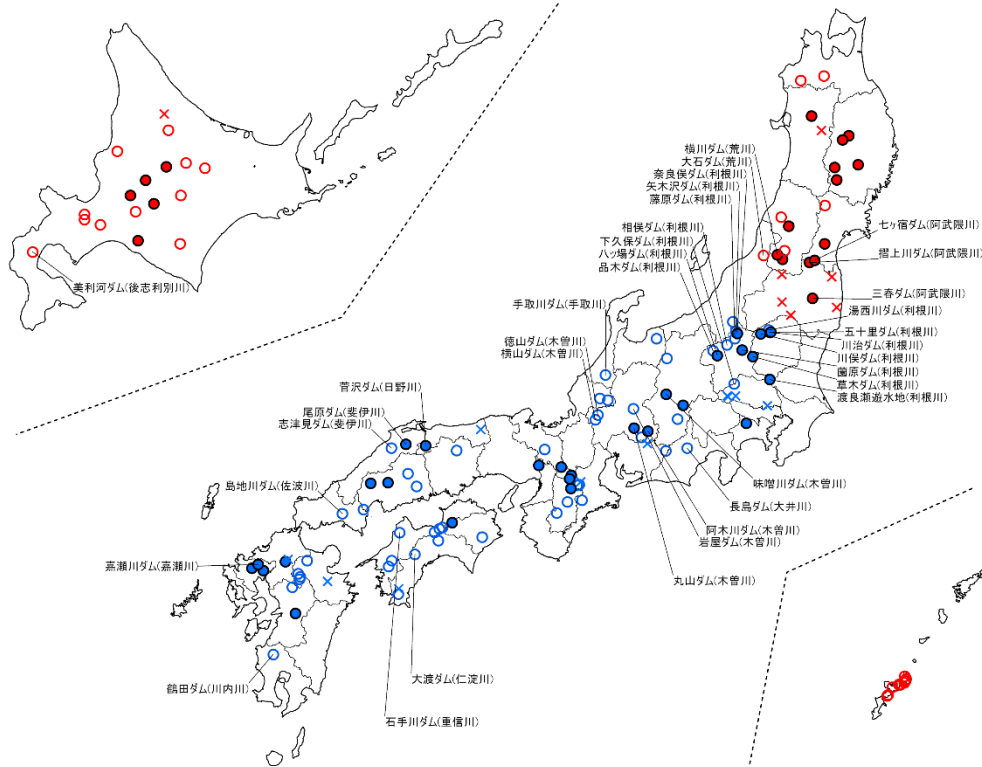 横川ダム(荒川)
大石ダム(荒川)
奈良俣ダム(利根川)
矢木沢ダム(利根川)
藤原ダム(利根川)
相俣ダム(利根川)
下久保ダム(利根川)
八ッ場ダム(利根川)
品木ダム(利根川)
七ヶ宿ダム(阿武隈川)
摺上川ダム(阿武隈川)
三春ダム(阿武隈川)
湯西川ダム(利根川)
五十里ダム(利根川)
川治ダム(利根川)
川俣ダム(利根川)
薗原ダム(利根川)
草木ダム(利根川)
渡良瀬遊水地(利根川)
美利河ダム(後志利別川)
手取川ダム(手取川)
徳山ダム(木曽川)
横山ダム(木曽川)
菅沢ダム(日野川)
尾原ダム(斐伊川)
志津見ダム(斐伊川)
島地川ダム(佐波川)
味噌川ダム(木曽川)
長島ダム(大井川)
阿木川ダム(木曽川)
岩屋ダム(木曽川)
丸山ダム(木曽川)
嘉瀬川ダム(嘉瀬川)
鶴田ダム(川内川)
大渡ダム(仁淀川)
石手川ダム(重信川)